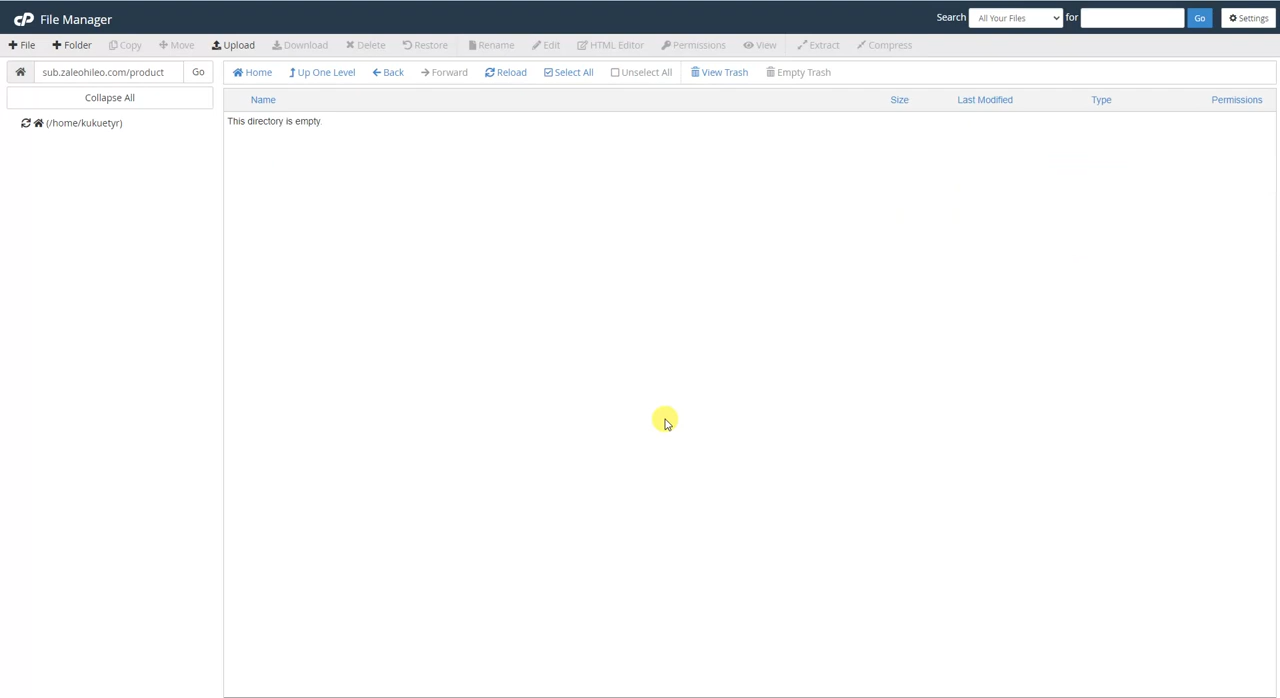 cP File Manager
Search All Your Files for Go Settings
File Folder Copy Move Upload Download Delete Restore Rename Edit HTML Editor Permissions View Extract Compress
sub.zaleohileo.com/product Go Home Up One Level Back Forward Reload Select All Unselect All View Trash Empty Trash
Collapse All
Name Size Last Modified Type Permissions
(/home/kukuetyr)
This directory is empty.